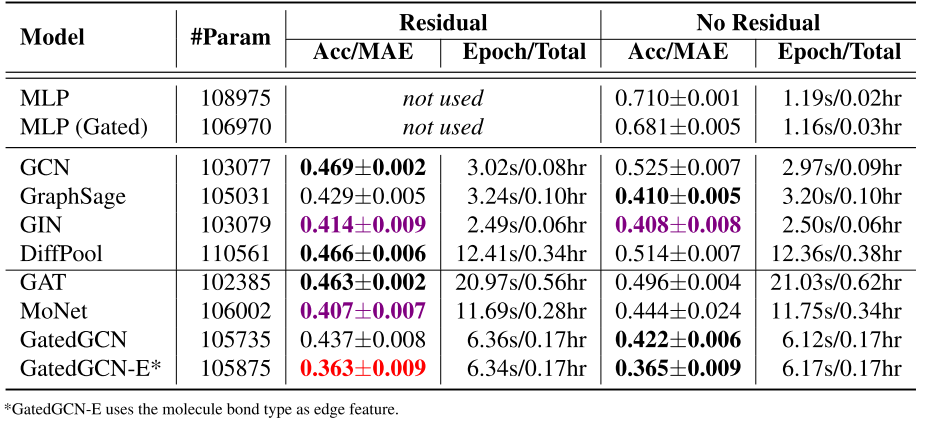 Model #Param Residual No Residual
Acc/MAE Epoch/Total Acc/MAE Epoch/Total
MLP 108975 not used 0.710±0.001 1.19s/0.02hr
MLP (Gated) 106970 not used 0.681±0.005 1.16s/0.03hr
GCN 103077 0.469±0.002 3.02s/0.08hr 0.525±0.007 2.97s/0.09hr
GraphSage 105031 0.429±0.005 3.24s/0.10hr 0.410±0.005 3.20s/0.10hr
GIN 103079 0.414±0.009 2.49s/0.06hr 0.408±0.008 2.50s/0.06hr
DiffPool 110561 0.466±0.006 12.41s/0.34hr 0.514±0.007 12.36s/0.38hr
GAT 102385 0.463±0.002 20.97s/0.56hr 0.496±0.004 21.03s/0.62hr
MoNet 106002 0.407±0.007 11.69s/0.28hr 0.444±0.024 11.75s/0.34hr
GatedGCN 105735 0.437±0.008 6.36s/0.17hr 0.422±0.006 6.12s/0.17hr
GatedGCN-E* 105875 0.363±0.009 6.34s/0.17hr 0.365±0.009 6.17s/0.17hr
*GatedGCN-E uses the molecule bond type as edge feature.